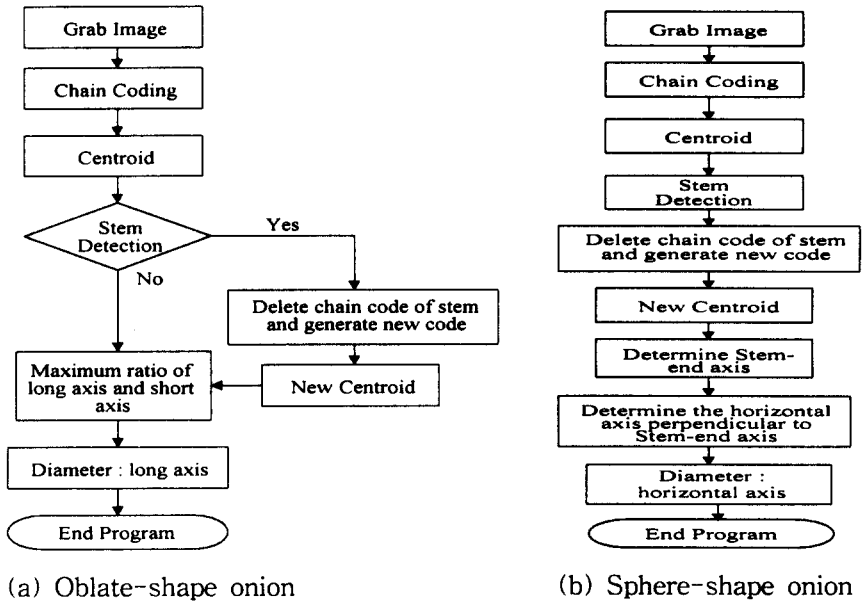 Grab Image
Chain Coding
Centroid
Stem
Detection
Yes
No
Delete chain code of stem
and generate new code
New Centroid
Maximum ratio of
long axis and short
axis
Diameter : long axis
End Program
(a) Oblate-shape onion
Grab Image
Chain Coding
Centroid
Stem
Detection
Delete chain code of stem
and generate new code
New Centroid
Determine Stem-
end axis
Determine the horizontal
axis perpendicular to
Stem-end axis
Diameter :
horizontal axis
End Program
(b) Sphere-shape onion